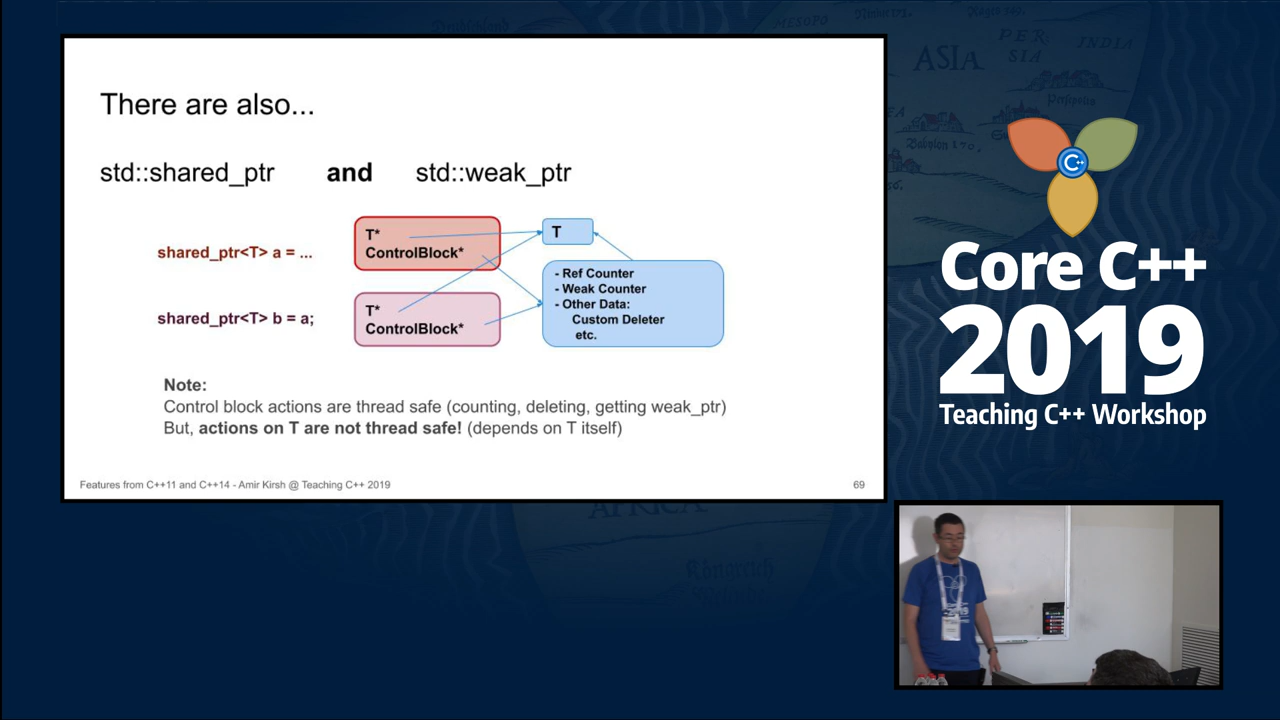 There are also...
std::shared_ptr and std::weak_ptr
shared_ptr<T> a = ...
T*
ControlBlock*
T
shared_ptr<T> b = a;
T*
ControlBlock*
- Ref Counter
- Weak Counter
- Other Data:
Custom Deleter
etc.
Note:
Control block actions are thread safe (counting, deleting, getting weak_ptr)
But, actions on T are not thread safe! (depends on T itself)
Features from C++11 and C++14 - Amir Kirsh @ Teaching C++ 2019
69
MESOPO
ASIA
PER
SIA
INDIA
Persepolis
Babylon
AFRICA
C++
Core C++
2019
Teaching C++ Workshop